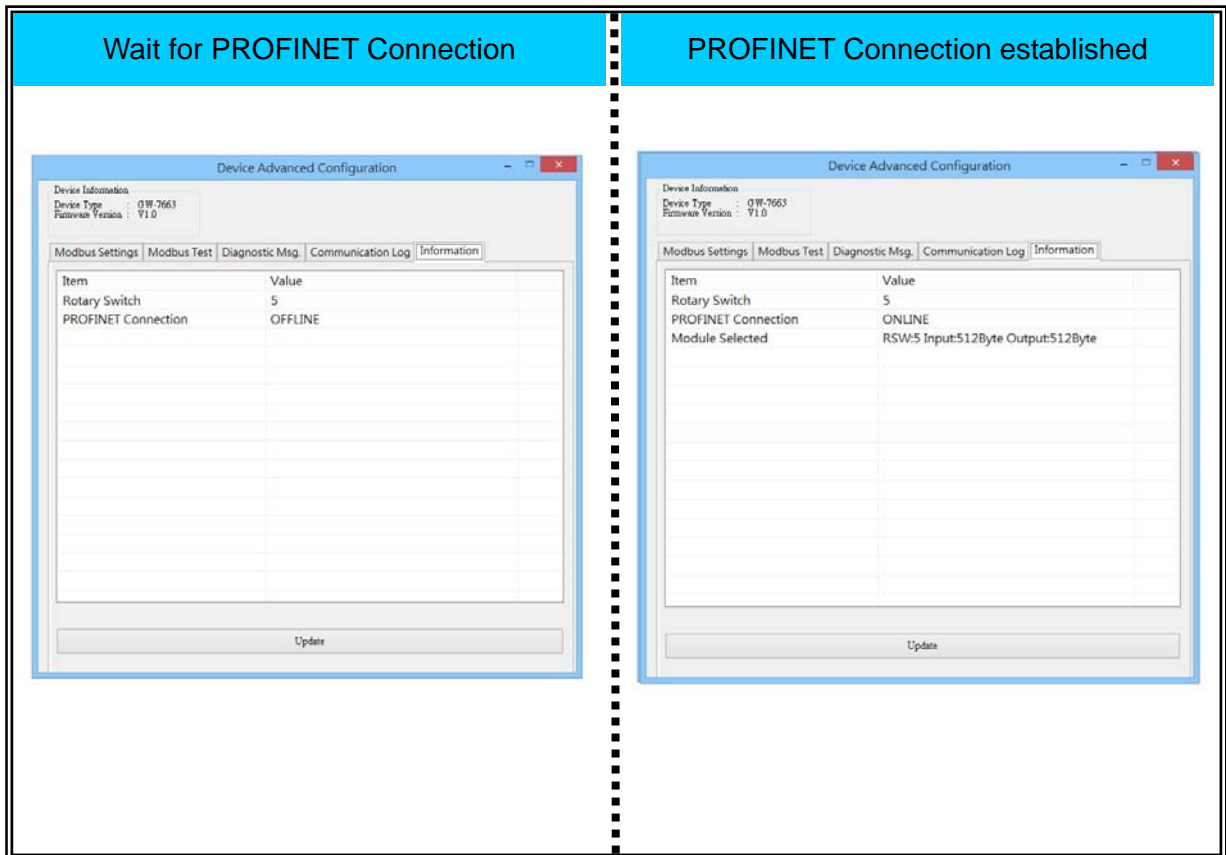 Wait for PROFINET Connection
Device Advanced Configuration
Device Information
Device Type : GW-7663
Firmware Version : V1.0
Modbus Settings Modbus Test Diagnostic Msg. Communication Log Information
Item Value
Rotary Switch 5
PROFINET Connection OFFLINE
Update
PROFINET Connection established
Device Advanced Configuration
Device Information
Device Type : GW-7663
Firmware Version : V1.0
Modbus Settings Modbus Test Diagnostic Msg. Communication Log Information
Item Value
Rotary Switch 5
PROFINET Connection ONLINE
Module Selected RSW:5 Input:512Byte Output:512Byte
Update